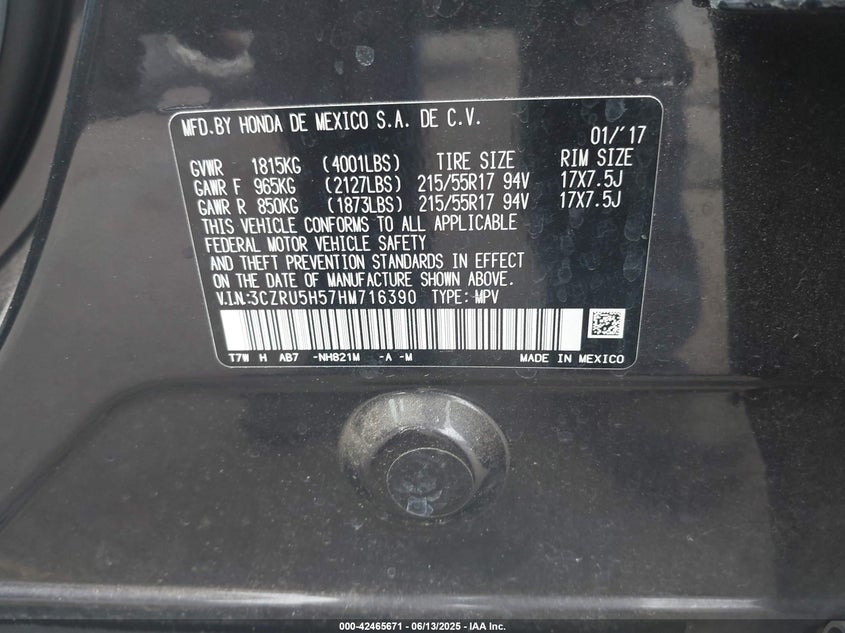 MFD.BY HONDA DE MEXICO S.A. DE C.V.
01/'17
GVWR 1815KG (4001LBS) TIRE SIZE RIM SIZE
GAWR F 965KG (2127LBS) 215/55R17 94V 17X7.5J
GAWR R 850KG (1873LBS) 215/55R17 94V 17X7.5J
THIS VEHICLE CONFORMS TO ALL APPLICABLE
FEDERAL MOTOR VEHICLE SAFETY
AND THEFT PREVENTION STANDARDS IN EFFECT
ON THE DATE OF MANUFACTURE SHOWN ABOVE.
V.I.N.:3CZRU5H57HM716390 TYPE:MPV
T7W H AB7 -NH821M -A -M MADE IN MEXICO
000-42465671 - 06/13/2025 - IAA Inc.